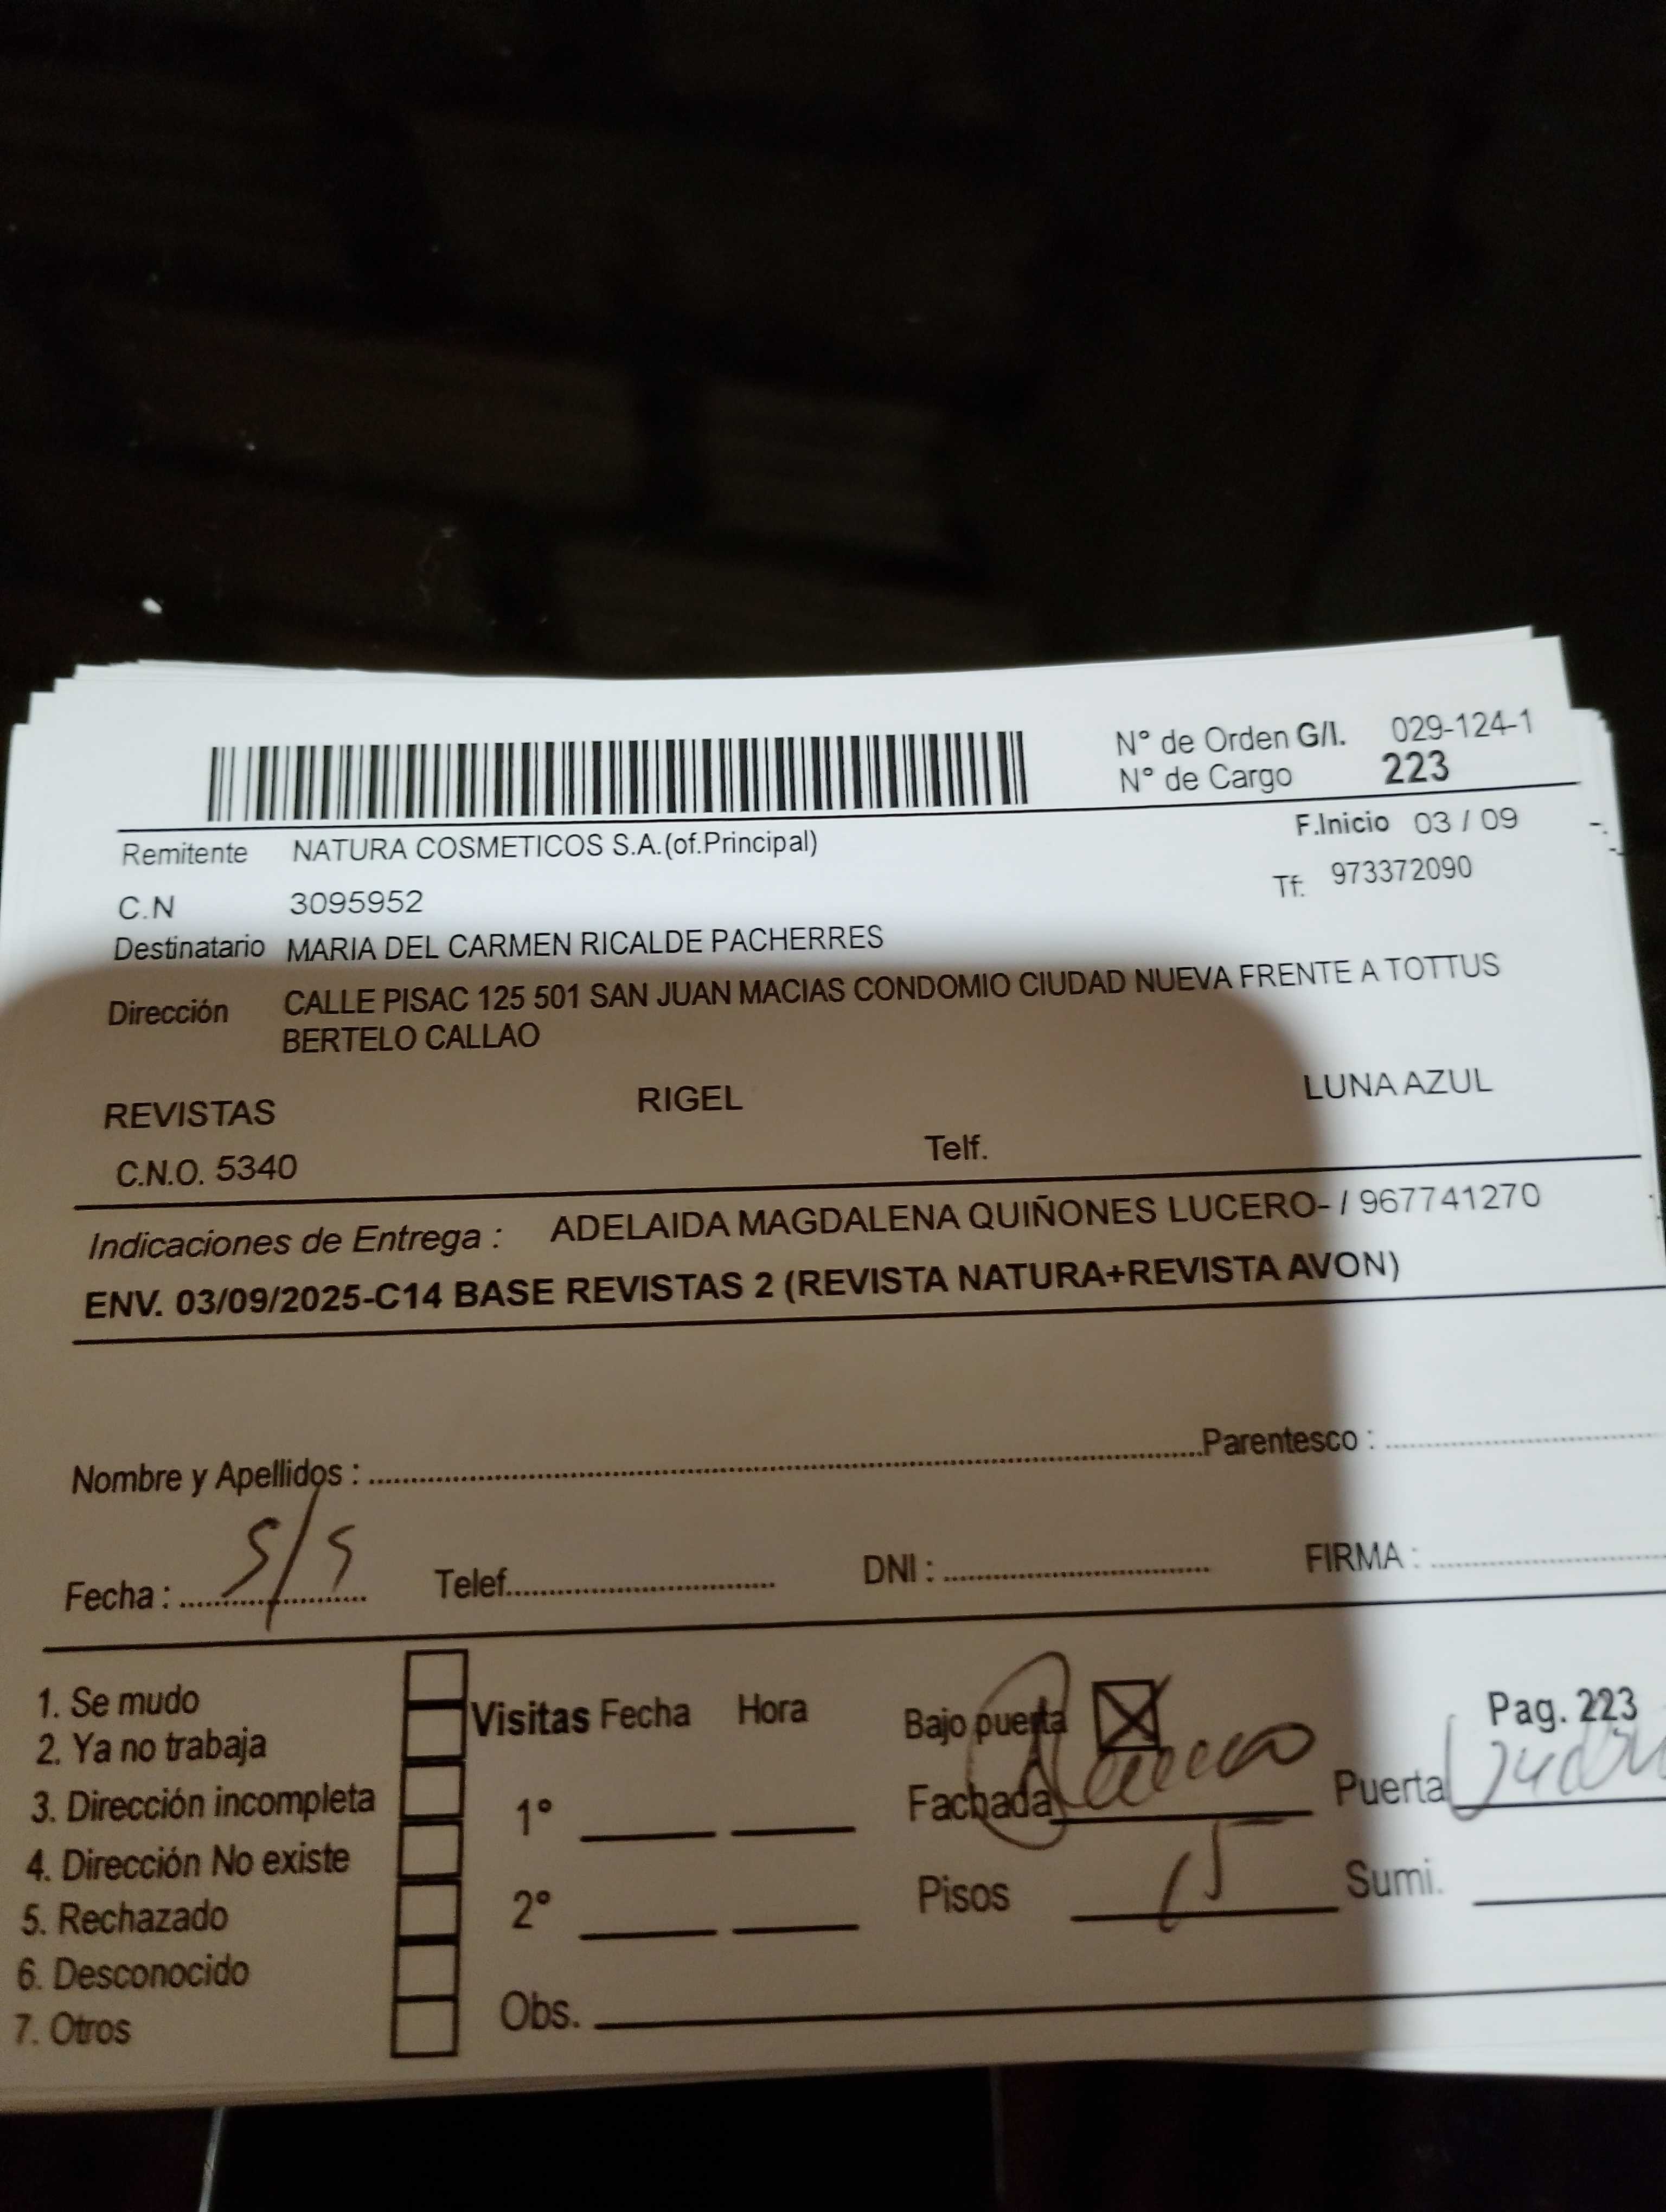 N° de Orden G/I. 029-124-1
N° de Cargo 223
Remitente NATURA COSMETICOS S.A.(of.Principal) F.Inicio 03 / 09
C.N 3095952 Tf: 973372090
Destinatario MARIA DEL CARMEN RICALDE PACHERRES
Dirección CALLE PISAC 125 501 SAN JUAN MACIAS CONDOMIO CIUDAD NUEVA FRENTE A TOTTUS
BERTELO CALLAO
REVISTAS RIGEL LUNA AZUL
C.N.O. 5340 Telf.
Indicaciones de Entrega : ADELAIDA MAGDALENA QUIÑONES LUCERO- / 967741270
ENV. 03/09/2025-C14 BASE REVISTAS 2 (REVISTA NATURA+REVISTA AVON)
Nombre y Apellidos : Parentesco :
Fecha : Telef. DNI : FIRMA :
1. Se mudo
2. Ya no trabaja
3. Dirección incompleta
4. Dirección No existe
5. Rechazado
6. Desconocido
7. Otros
Visitas Fecha Hora
1°
2°
Obs.
Bajo puerta Pag. 223
Fachada Puerta
Pisos 15 Sumi.